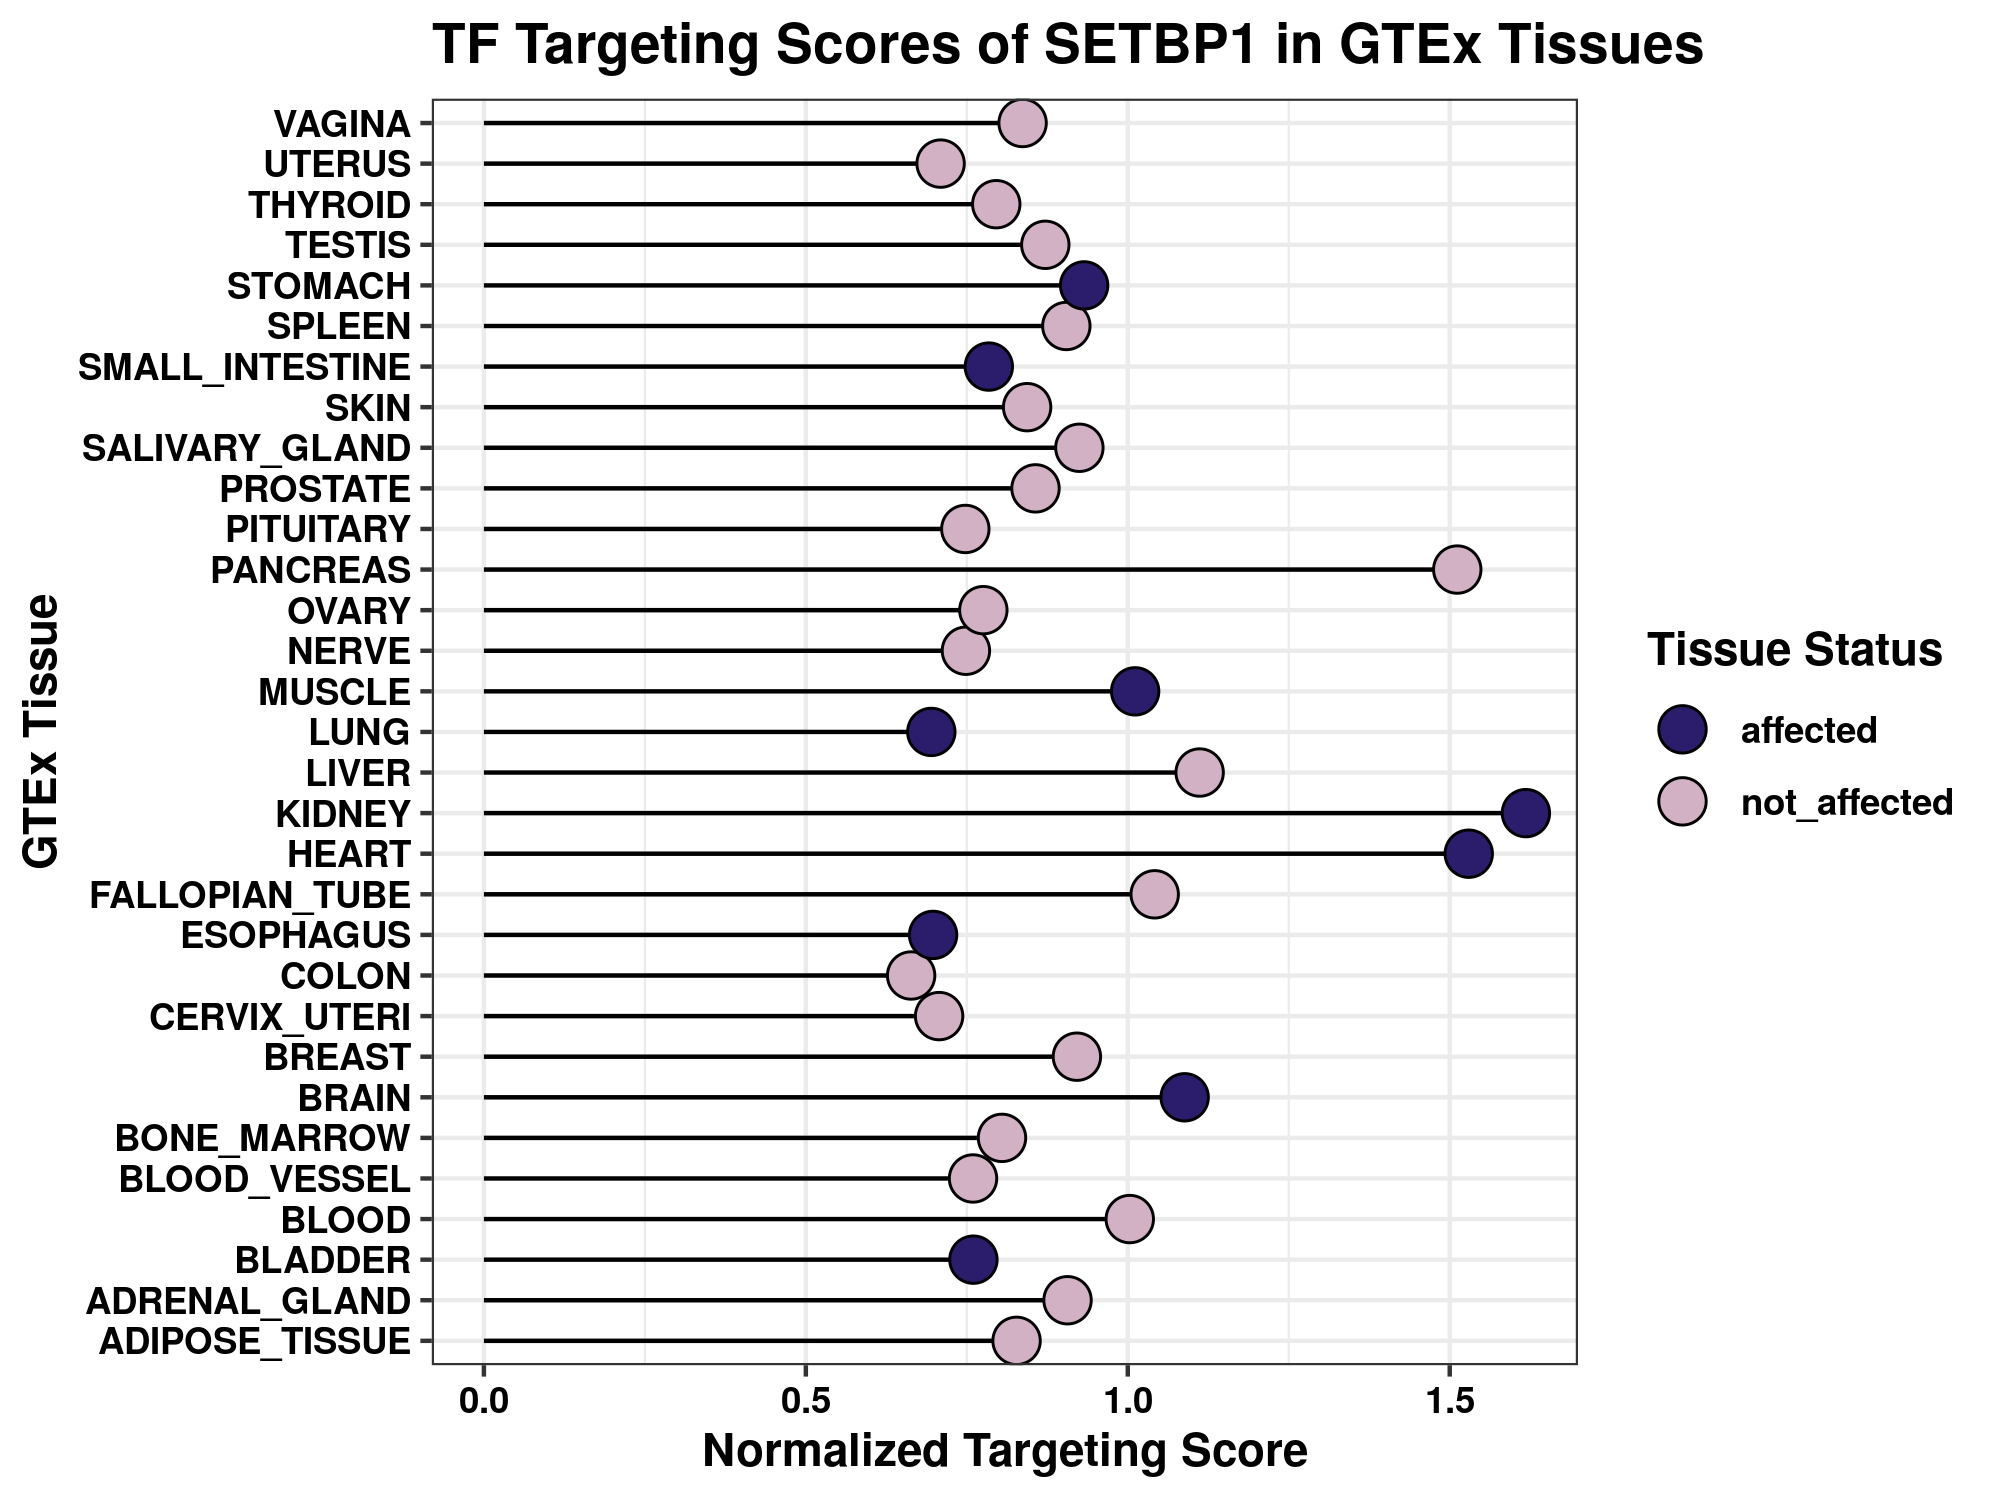 TF Targeting Scores of SETBP1 in GTEx Tissues
VAGINA
UTERUS
THYROID
TESTIS
STOMACH
SPLEEN
SMALL_INTESTINE
SKIN
SALIVARY_GLAND
PROSTATE
PITUITARY
PANCREAS
OVARY
NERVE
MUSCLE
LUNG
LIVER
KIDNEY
HEART
FALLOPIAN_TUBE
ESOPHAGUS
COLON
CERVIX_UTERI
BREAST
BRAIN
BONE_MARROW
BLOOD_VESSEL
BLOOD
BLADDER
ADRENAL_GLAND
ADIPOSE_TISSUE
GTEx Tissue
0.0 0.5 1.0 1.5
Normalized Targeting Score
Tissue Status
affected
not_affected